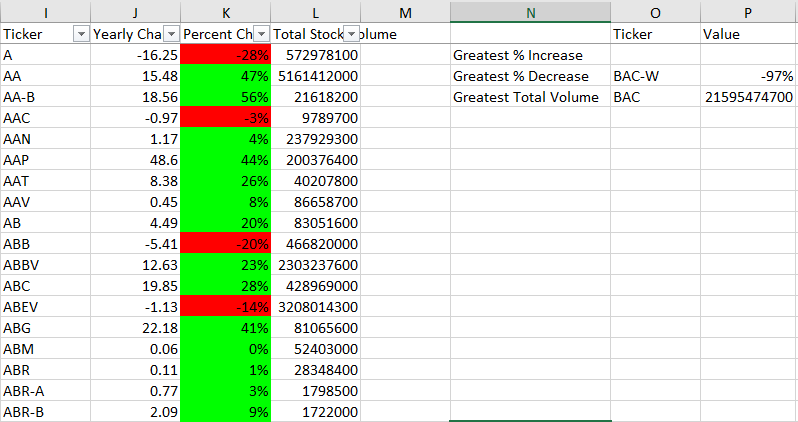 I J K L M N O P
Ticker Yearly Cha Percent Ch Total Stock olume Ticker Value
A -16.25 -28% 572978100 Greatest % Increase
AA 15.48 47% 5161412000 Greatest % Decrease BAC-W -97%
AA-B 18.56 56% 21618200 Greatest Total Volume BAC 21595474700
AAC -0.97 -3% 9789700
AAN 1.17 4% 237929300
AAP 48.6 44% 200376400
AAT 8.38 26% 40207800
AAV 0.45 8% 86658700
AB 4.49 20% 83051600
ABB -5.41 -20% 466820000
ABBV 12.63 23% 2303237600
ABC 19.85 28% 428969000
ABEV -1.13 -14% 3208014300
ABG 22.18 41% 81065600
ABM 0.06 0% 52403000
ABR 0.11 1% 28348400
ABR-A 0.77 3% 1798500
ABR-B 2.09 9% 1722000